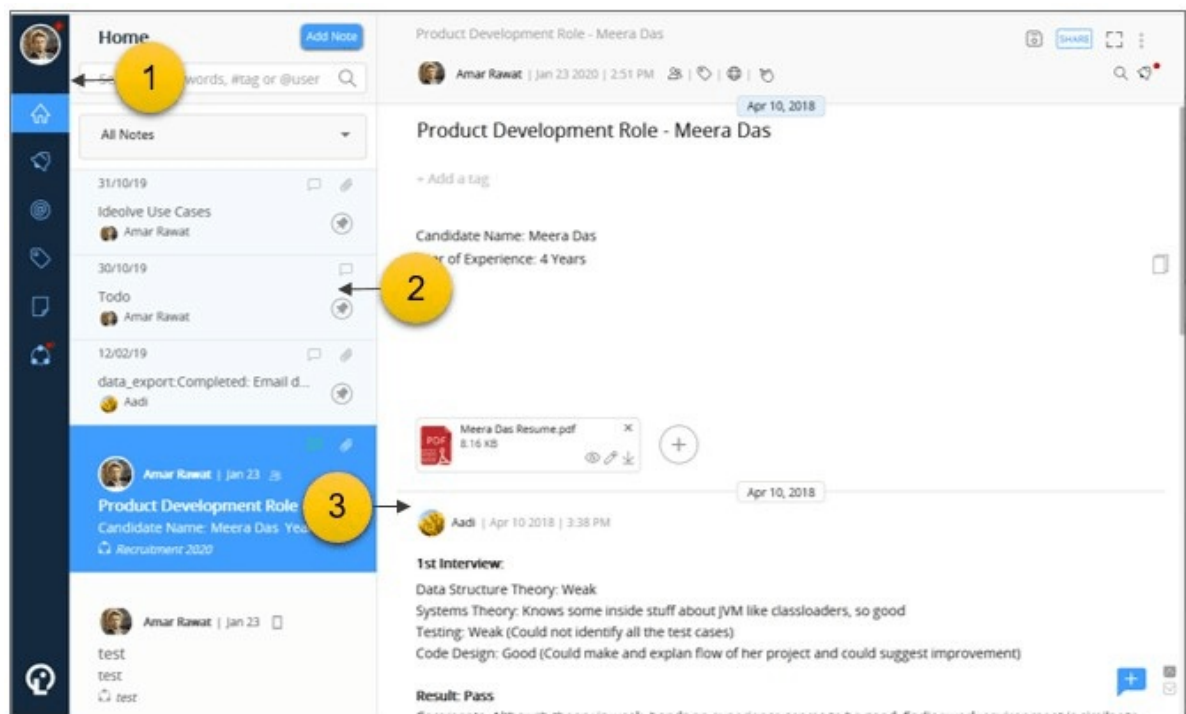 Home
Add Note
words, #tag or @user
1
All Notes
31/10/19
Ideolve Use Cases
Amar Rawat
30/10/19
Todo
Amar Rawat
2
12/02/19
data_export:Completed: Email d...
Aadi
Amar Rawat | Jan 23
Product Development Role
Candidate Name: Meera Das
Recruitment 2020
3
Amar Rawat | Jan 23
test
test
test
Product Development Role - Meera Das
SHARE
Amar Rawat | Jan 23 2020 | 2:51 PM
Apr 10, 2018
Product Development Role - Meera Das
+ Add a tag
Candidate Name: Meera Das
of Experience: 4 Years
PDF
Meera Das Resume.pdf
8.16 KB
Apr 10, 2018
Aadi | Apr 10 2018 | 3:38 PM
1st Interview:
Data Structure Theory: Weak
Systems Theory: Knows some inside stuff about JVM like classloaders, so good
Testing: Weak (Could not identify all the test cases)
Code Design: Good (Could make and explan flow of her project and could suggest improvement)
Result: Pass